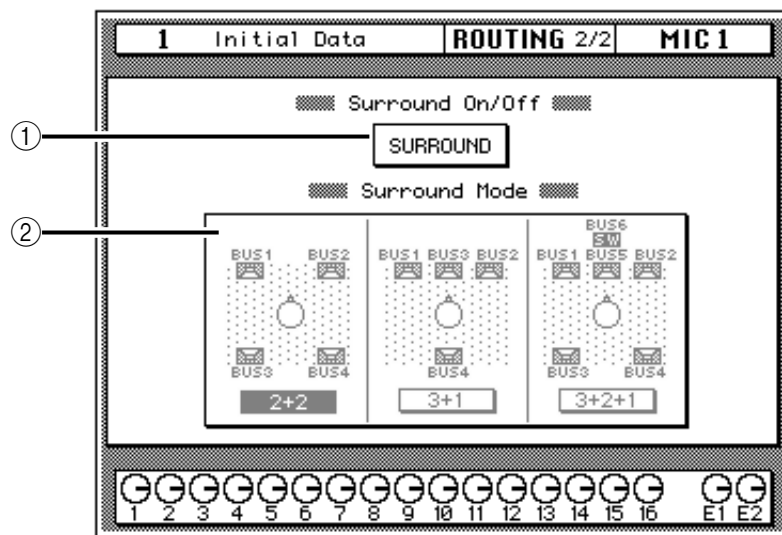 1 Initial Data ROUTING 2/2 MIC 1
Surround On/Off
① SURROUND
Surround Mode
②
BUS6
SW
BUS1 BUS2 BUS1 BUS3 BUS2 BUS1 BUS5 BUS2
BUS3 BUS4 BUS4 BUS3 BUS4
2+2 3+1 3+2+1
1 2 3 4 5 6 7 8 9 10 11 12 13 14 15 16 E1 E2